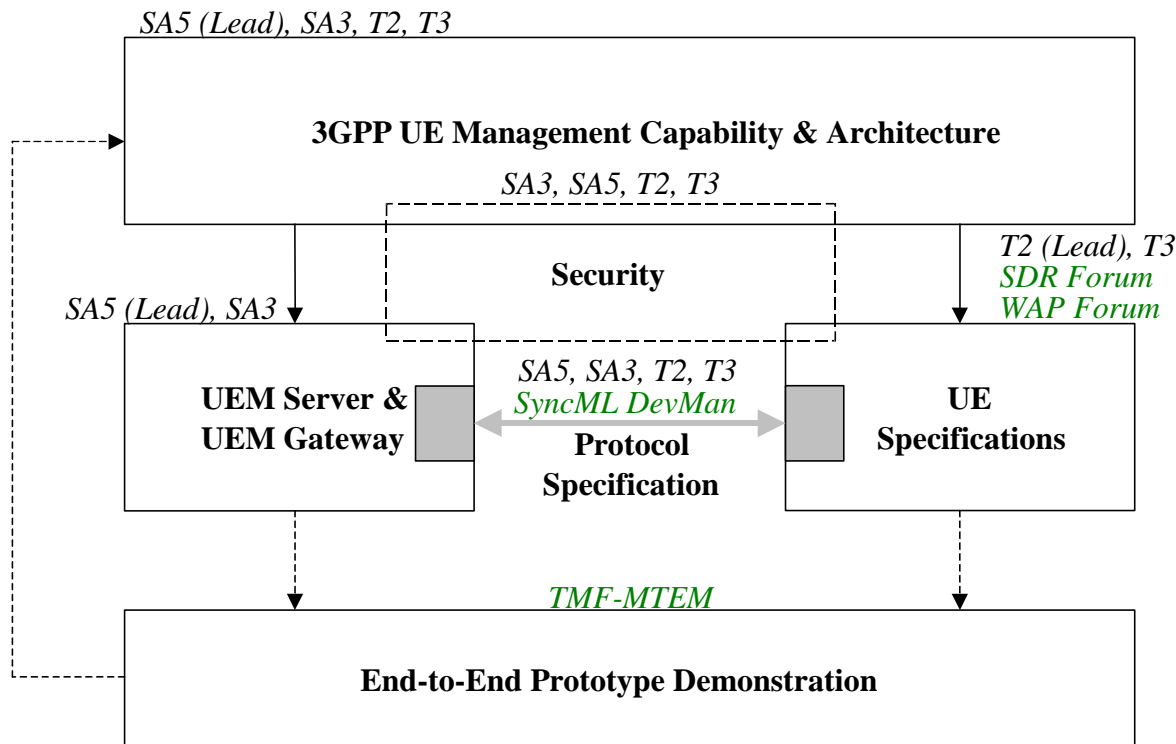 SA5 (Lead), SA3, T2, T3
3GPP UE Management Capability & Architecture
SA3, SA5, T2, T3
T2 (Lead), T3
SDR Forum
WAP Forum
Security
SA5 (Lead), SA3
SA5, SA3, T2, T3
SyncML DevMan
Protocol
Specification
UEM Server &
UEM Gateway
UE
Specifications
TMF-MTEM
End-to-End Prototype Demonstration